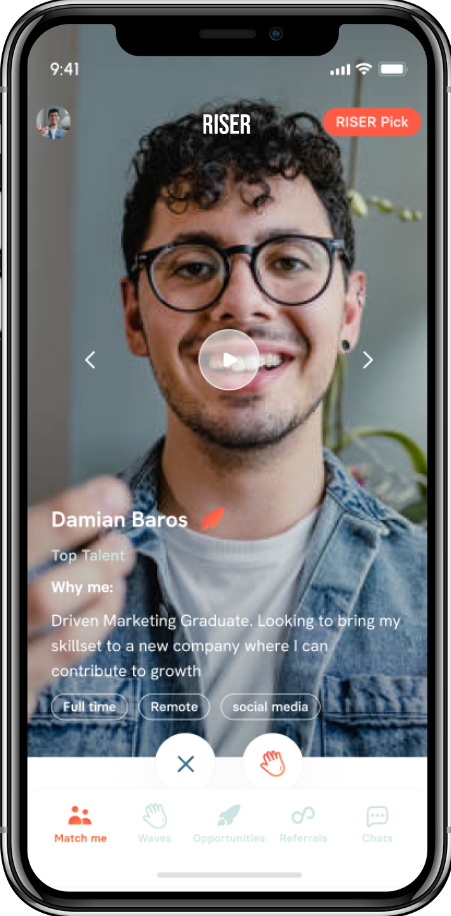 9:41
RISER
RISER Pick
Damian Baros
Top Talent
Why me:
Driven Marketing Graduate. Looking to bring my
skillset to a new company where I can
contribute to growth
Full time
Remote
social media
Match me
Waves
Opportunities
Referrals
Chats